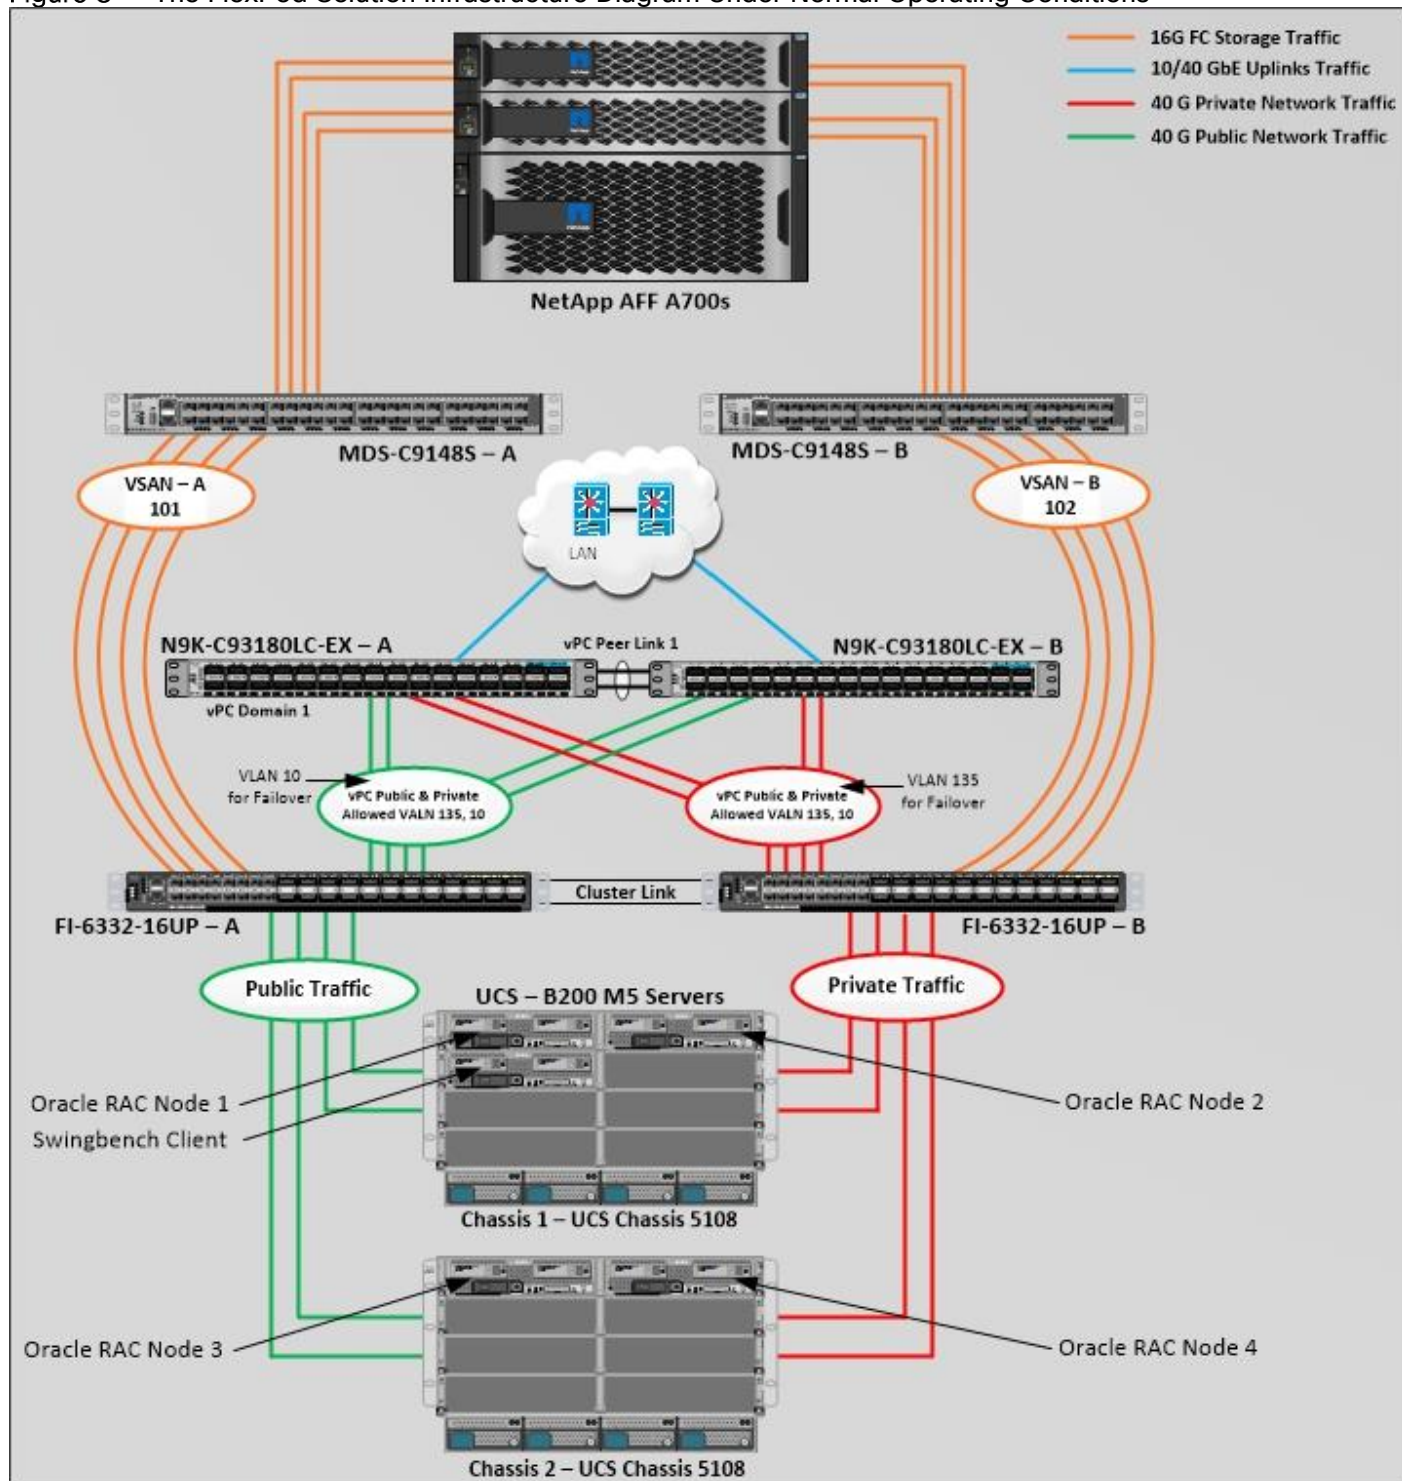 16G FC Storage Traffic
10/40 GbE Uplinks Traffic
40 G Private Network Traffic
40 G Public Network Traffic
NetApp AFF A700s
MDS-C9148S – A
MDS-C9148S – B
VSAN – A
101
VSAN – B
102
LAN
N9K-C93180LC-EX – A
vPC Peer Link 1
N9K-C93180LC-EX – B
vPC Domain 1
VLAN 10
for Failover
vPC Public & Private
Allowed VALN 135, 10
vPC Public & Private
Allowed VALN 135, 10
VLAN 135
for Failover
Cluster Link
FI-6332-16UP – A
FI-6332-16UP – B
Public Traffic
Private Traffic
UCS – B200 M5 Servers
Oracle RAC Node 1
Swingbench Client
Oracle RAC Node 2
Chassis 1 – UCS Chassis 5108
Oracle RAC Node 3
Oracle RAC Node 4
Chassis 2 – UCS Chassis 5108